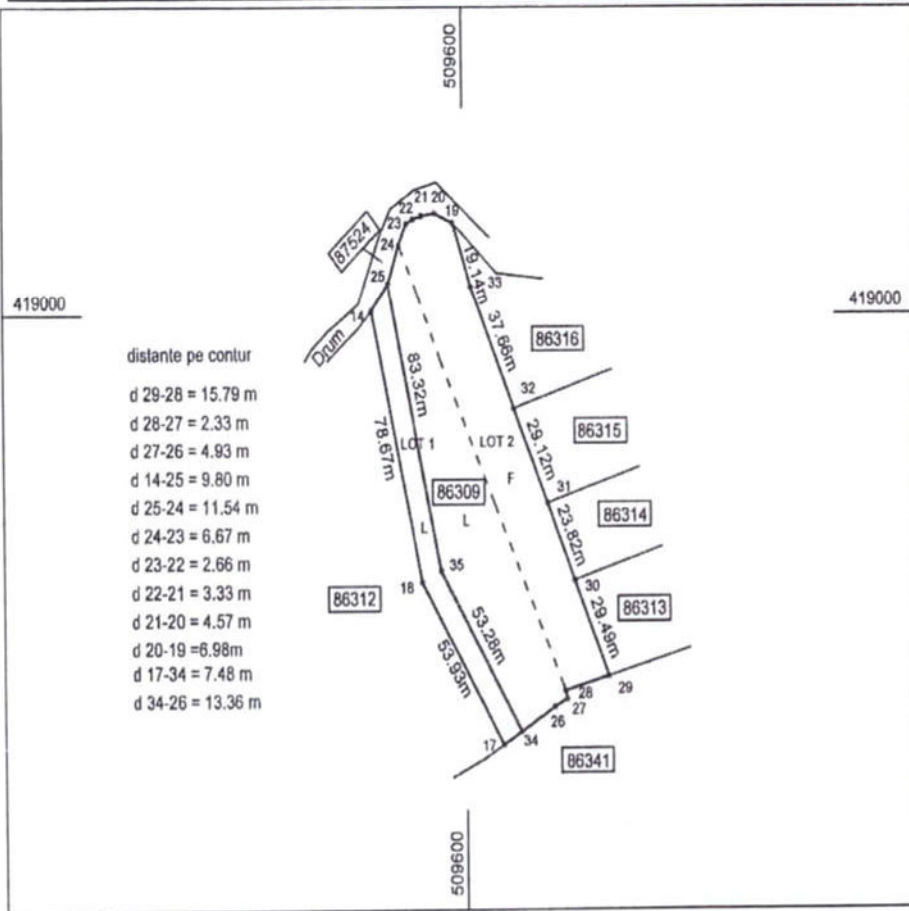 509600
21 20
22
19
23
87524
24
25
33
19.14m
419000
419000
14
Drum
37.66m
86316
distante pe contur
83.32m
d 29-28 = 15.79 m
32
d 28-27 = 2.33 m
29.12m
86315
78.67m
LOT 1
LOT 2
d 27-26 = 4.93 m
F
d 14-25 = 9.80 m
86309
31
d 25-24 = 11.54 m
23.82m
86314
L
L
d 24-23 = 6.67 m
d 23-22 = 2.66 m
35
30
18
86312
86313
d 22-21 = 3.33 m
29.49m
d 21-20 = 4.57 m
53.28m
d 20-19 =6.98m
53.93m
d 17-34 = 7.48 m
29
28
d 34-26 = 13.36 m
27
26
17
34
86341
509600